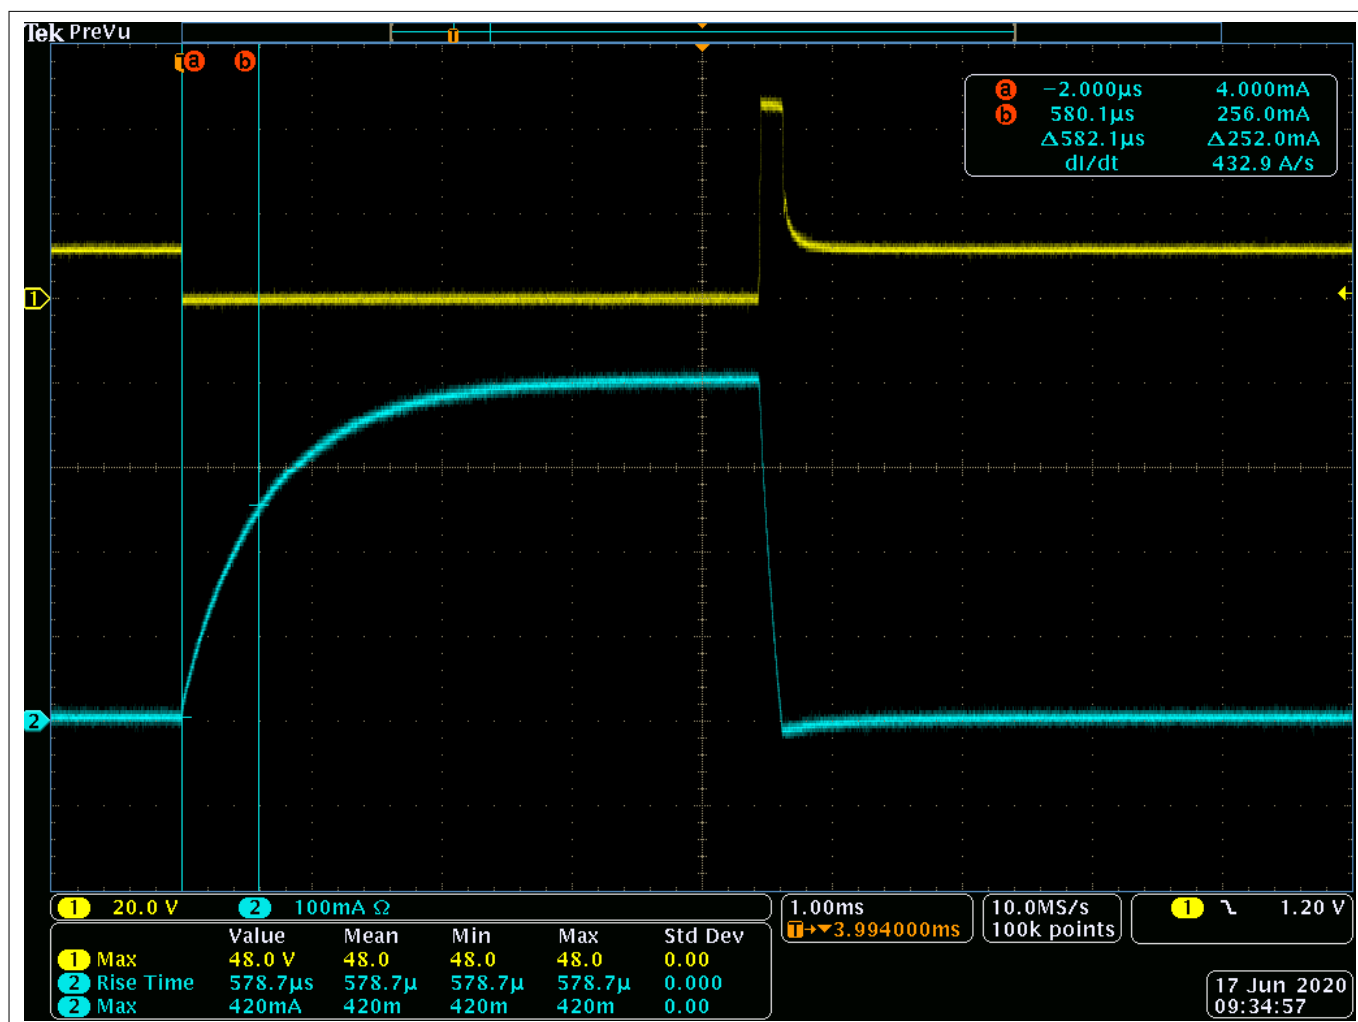 Tek PreVu
T
T a b
a −2.000µs 4.000mA
b 580.1µs 256.0mA
Δ582.1µs Δ252.0mA
dI/dt 432.9 A/s
1
2
1 20.0 V 2 100mA Ω
1.00ms
T→▼3.994000ms
10.0MS/s
100k points
1 1.20 V
Value Mean Min Max Std Dev
1 Max 48.0 V 48.0 48.0 48.0 0.00
2 Rise Time 578.7µs 578.7µ 578.7µ 578.7µ 0.000
2 Max 420mA 420m 420m 420m 0.00
17 Jun 2020
09:34:57